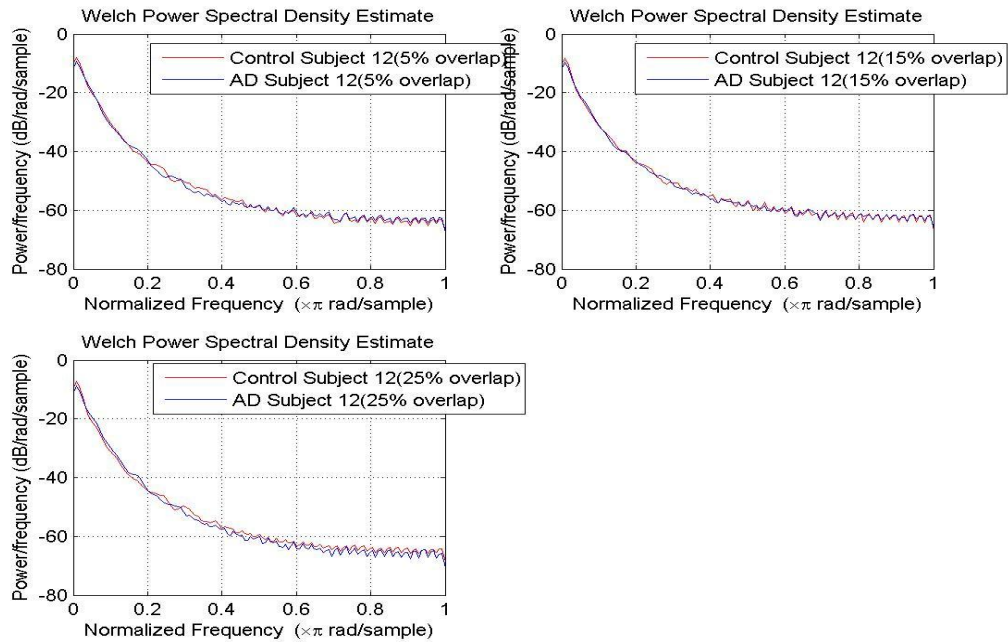 Welch Power Spectral Density Estimate
Power/frequency (dB/rad/sample)
0
-20
-40
-60
-80
Control Subject 12(5% overlap)
AD Subject 12(5% overlap)
0 0.2 0.4 0.6 0.8 1
Normalized Frequency (×π rad/sample)
Welch Power Spectral Density Estimate
Power/frequency (dB/rad/sample)
0
-20
-40
-60
-80
Control Subject 12(15% overlap)
AD Subject 12(15% overlap)
0 0.2 0.4 0.6 0.8 1
Normalized Frequency (×π rad/sample)
Welch Power Spectral Density Estimate
Power/frequency (dB/rad/sample)
0
-20
-40
-60
-80
Control Subject 12(25% overlap)
AD Subject 12(25% overlap)
0 0.2 0.4 0.6 0.8 1
Normalized Frequency (×π rad/sample)